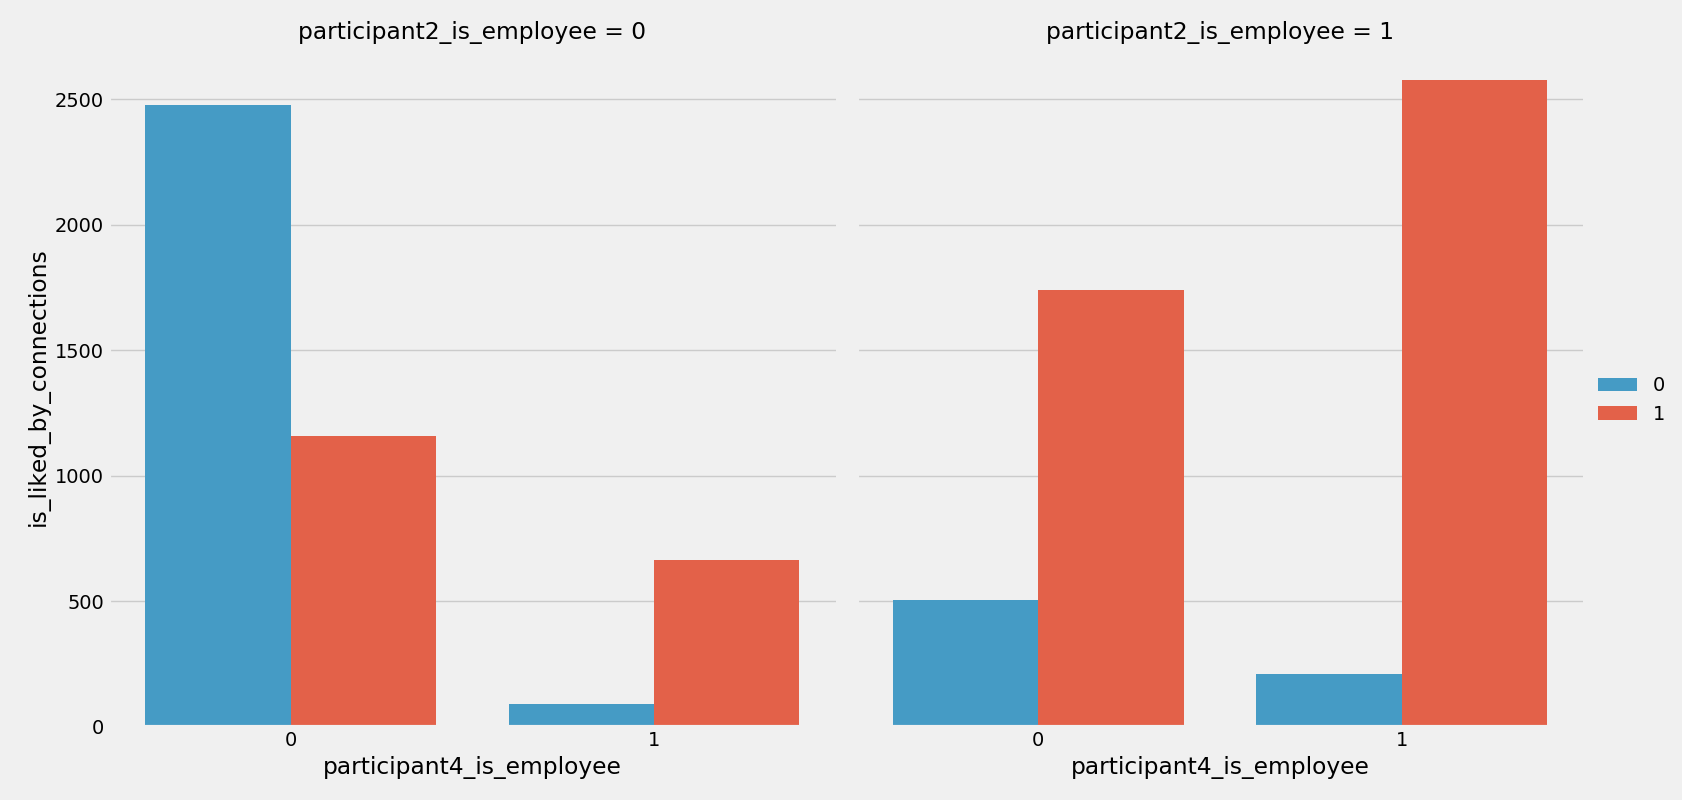 participant2_is_employee = 0
participant2_is_employee = 1
is_liked_by_connections
2500
2000
1500
1000
500
0
0
1
0
1
participant4_is_employee
participant4_is_employee
0
1